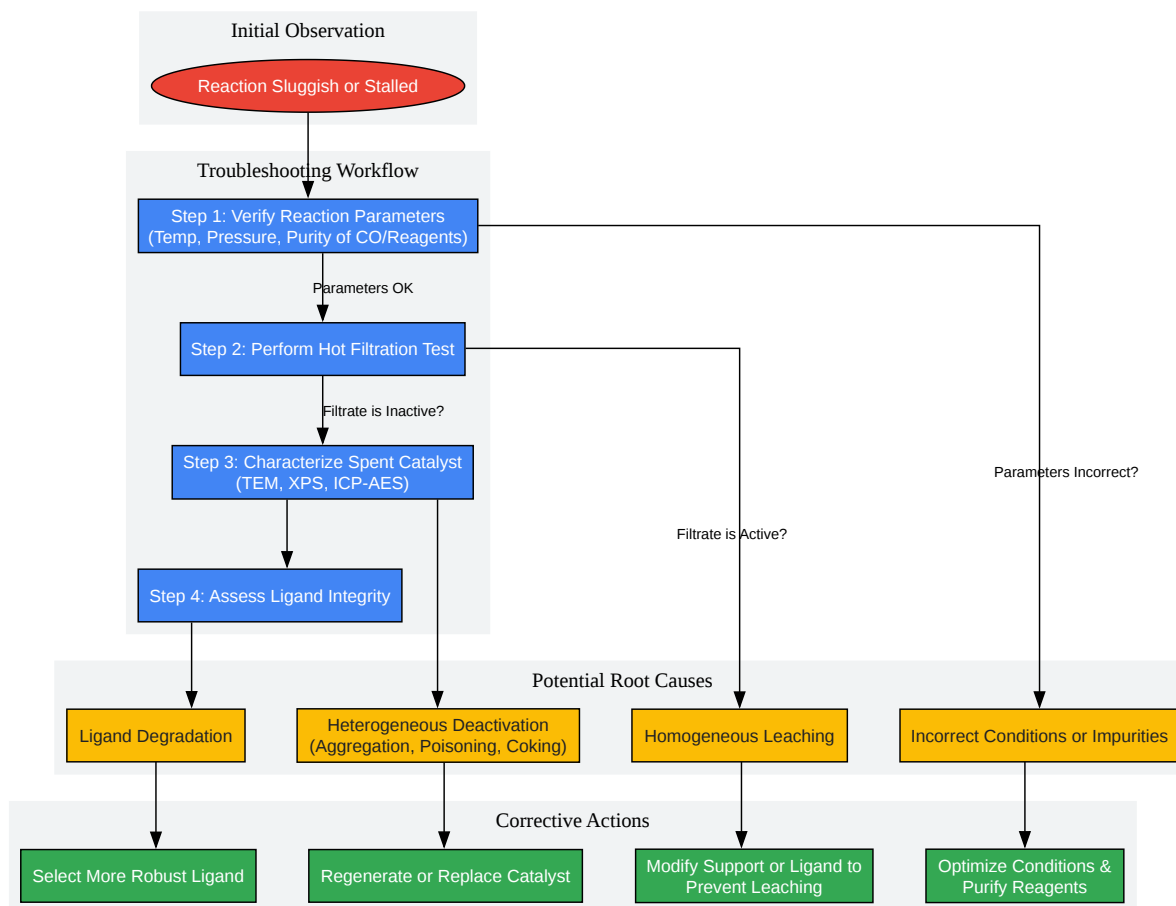 Initial Observation
Reaction Sluggish or Stalled
Troubleshooting Workflow
Step 1: Verify Reaction Parameters
(Temp, Pressure, Purity of CO/Reagents)
Parameters OK
Step 2: Perform Hot Filtration Test
Filtrate is Inactive?
Step 3: Characterize Spent Catalyst
(TEM, XPS, ICP-AES)
Parameters Incorrect?
Filtrate is Active?
Step 4: Assess Ligand Integrity
Potential Root Causes
Ligand Degradation
Heterogeneous Deactivation
(Aggregation, Poisoning, Coking)
Homogeneous Leaching
Incorrect Conditions or Impurities
Corrective Actions
Select More Robust Ligand
Regenerate or Replace Catalyst
Modify Support or Ligand to
Prevent Leaching
Optimize Conditions &
Purify Reagents